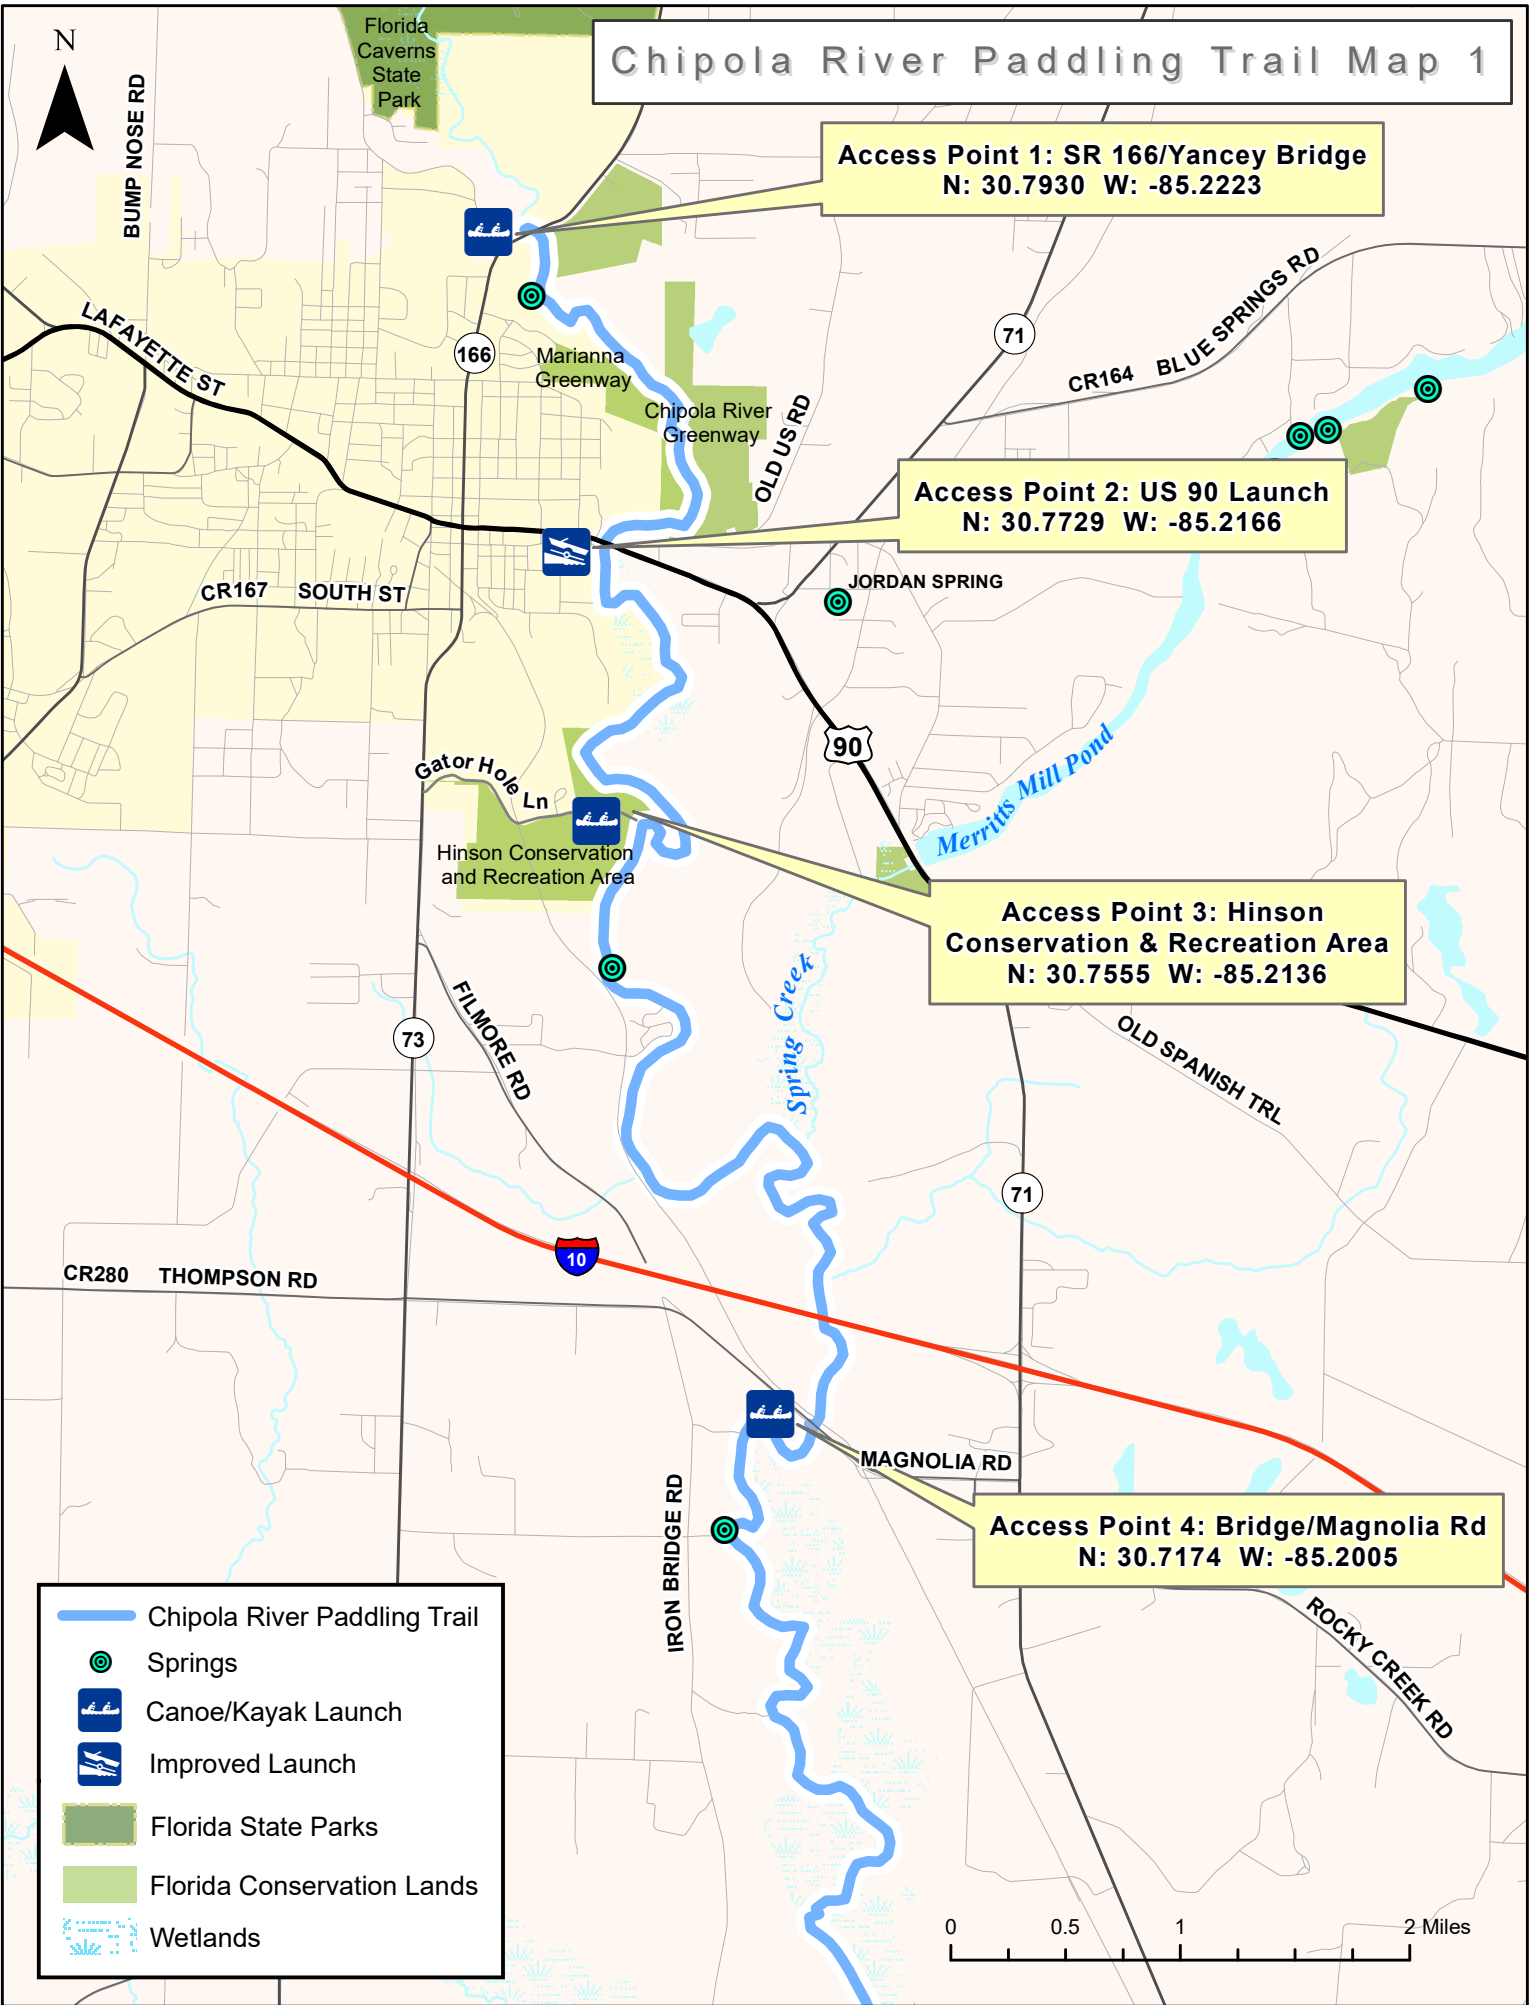 Chipola River Paddling Trail Map 1
N
Florida
Caverns
State
Park
BUMP NOSE RD
Access Point 1: SR 166/Yancey Bridge
N: 30.7930 W: -85.2223
LAFAYETTE ST
166
Marianna
Greenway
Chipola River
Greenway
OLD US RD
71
CR164 BLUE SPRINGS RD
Access Point 2: US 90 Launch
N: 30.7729 W: -85.2166
JORDAN SPRING
CR167 SOUTH ST
90
Merritts Mill Pond
Gator Hole Ln
Hinson Conservation
and Recreation Area
Access Point 3: Hinson
Conservation & Recreation Area
N: 30.7555 W: -85.2136
Spring Creek
FILMORE RD
73
OLD SPANISH TRL
71
10
CR280 THOMPSON RD
MAGNOLIA RD
IRON BRIDGE RD
Access Point 4: Bridge/Magnolia Rd
N: 30.7174 W: -85.2005
ROCKY CREEK RD
Chipola River Paddling Trail
Springs
Canoe/Kayak Launch
Improved Launch
Florida State Parks
Florida Conservation Lands
Wetlands
0 0.5 1 2 Miles